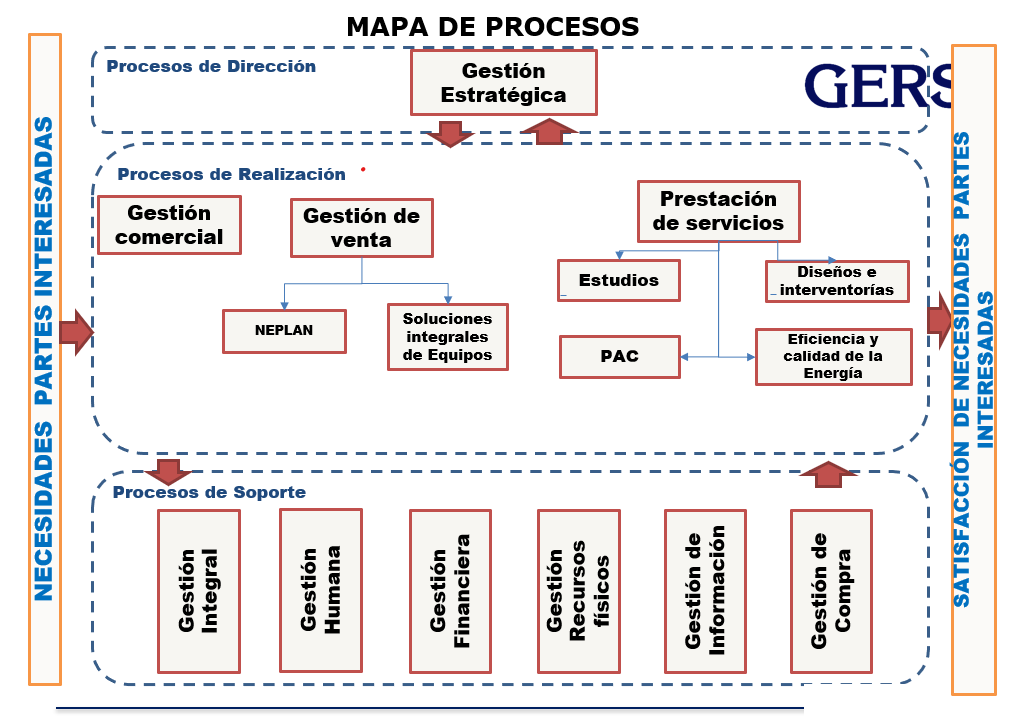 MAPA DE PROCESOS
NECESIDADES PARTES INTERESADAS
Procesos de Dirección
Gestión
Estratégica
GERS
Procesos de Realización
Gestión
comercial
Gestión de
venta
Prestación
de servicios
NEPLAN
Soluciones
integrales
de Equipos
Estudios
Diseños e
interventorías
PAC
Eficiencia y
calidad de la
Energía
Procesos de Soporte
Gestión
Integral
Gestión
Humana
Gestión
Financiera
Gestión
Recursos
físicos
Gestión de
Información
Gestión de
Compra
SATISFACCIÓN DE NECESIDADES PARTES
INTERESADAS